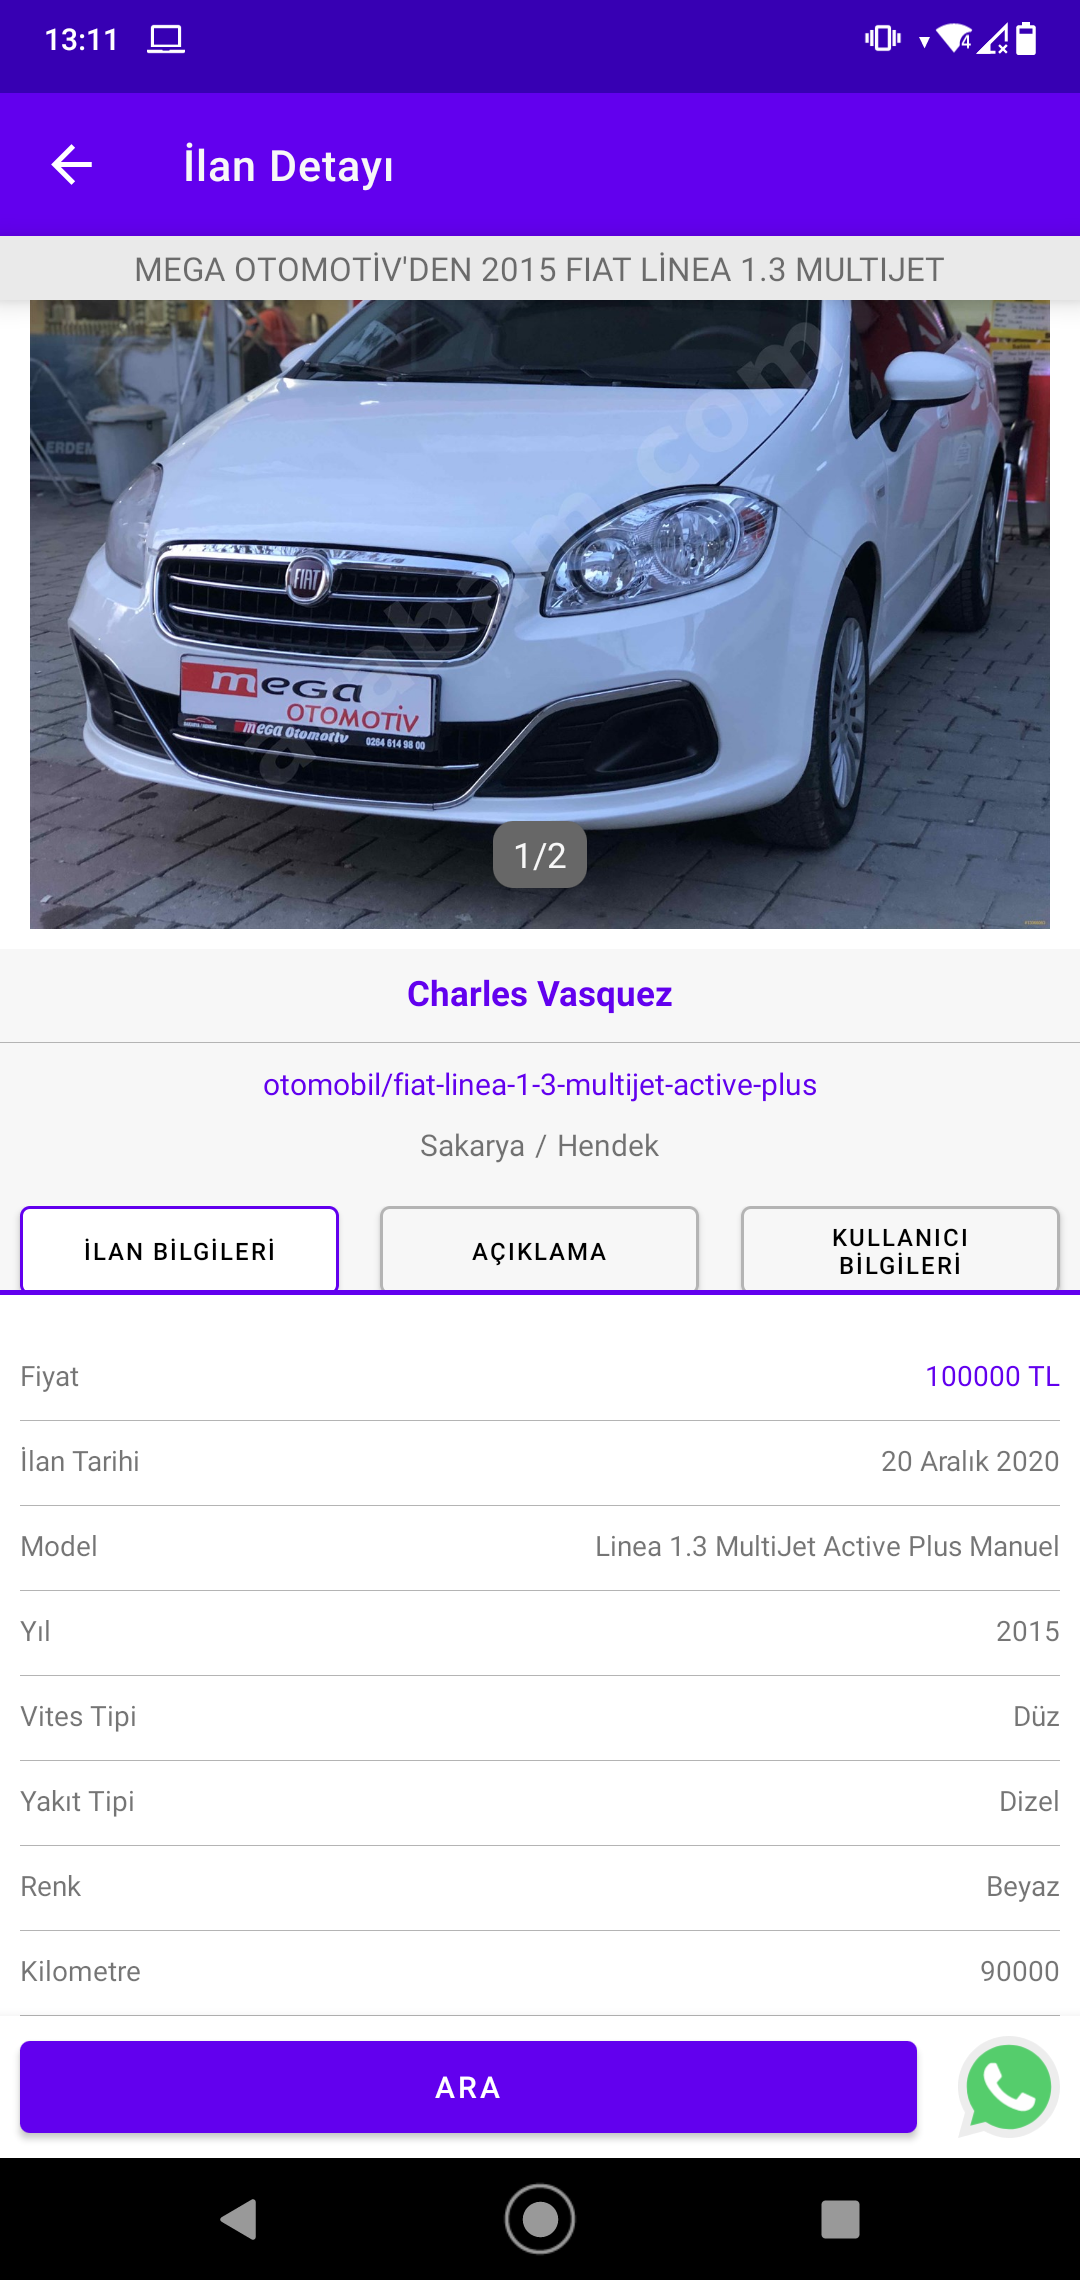 13:11
İlan Detayı
MEGA OTOMOTİV'DEN 2015 FIAT LİNEA 1.3 MULTIJET
ERDEM
FIAT
mega
OTOMOTİV
mega Otomotiv 0264 614 98 00
arabam.com
1/2
Charles Vasquez
otomobil/fiat-linea-1-3-multijet-active-plus
Sakarya / Hendek
İLAN BİLGİLERİ
AÇIKLAMA
KULLANICI
BİLGİLERİ
Fiyat 100000 TL
İlan Tarihi 20 Aralık 2020
Model Linea 1.3 MultiJet Active Plus Manuel
Yıl 2015
Vites Tipi Düz
Yakıt Tipi Dizel
Renk Beyaz
Kilometre 90000
ARA